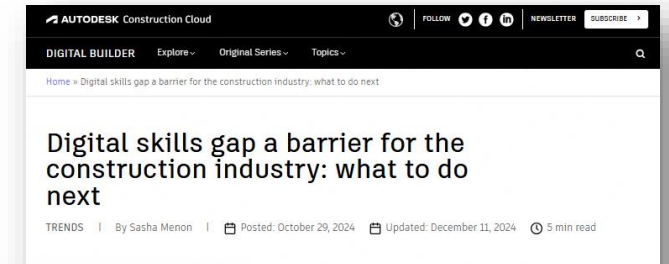 AUTODESK Construction Cloud FOLLOW NEWSLETTER SUBSCRIBE >
DIGITAL BUILDER Explore Original Series Topics
Home » Digital skills gap a barrier for the construction industry: what to do next
Digital skills gap a barrier for the
construction industry: what to do
next
TRENDS | By Sasha Menon | Posted: October 29, 2024 Updated: December 11, 2024 5 min read